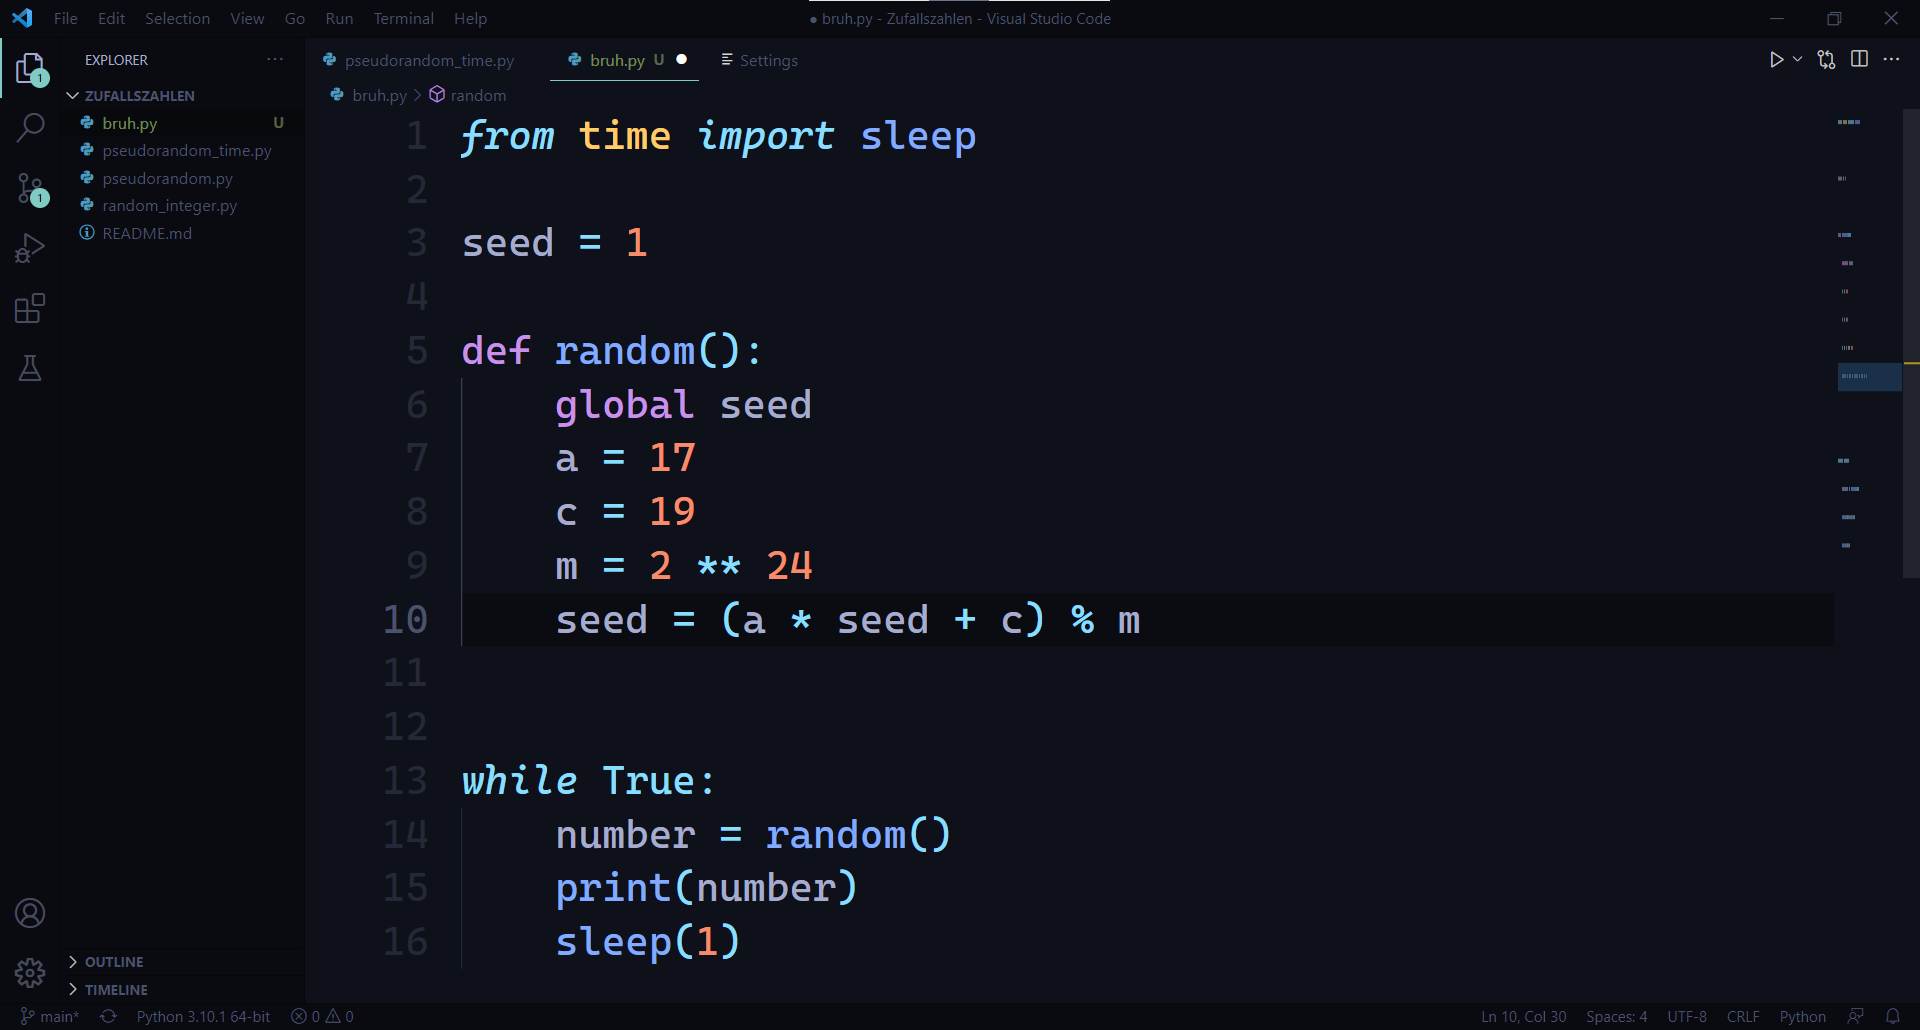 File Edit Selection View Go Run Terminal Help
● bruh.py - Zufallszahlen - Visual Studio Code
EXPLORER ···
ZUFALLSZAHLEN
bruh.py U
pseudorandom_time.py
pseudorandom.py
random_integer.py
README.md
OUTLINE
TIMELINE
1
1
pseudorandom_time.py bruh.py U ● Settings
bruh.py > random
1 from time import sleep
2
3 seed = 1
4
5 def random():
6 global seed
7 a = 17
8 c = 19
9 m = 2 ** 24
10 seed = (a * seed + c) % m
11
12
13 while True:
14 number = random()
15 print(number)
16 sleep(1)
main* Python 3.10.1 64-bit 0 0 Ln 10, Col 30 Spaces: 4 UTF-8 CRLF Python